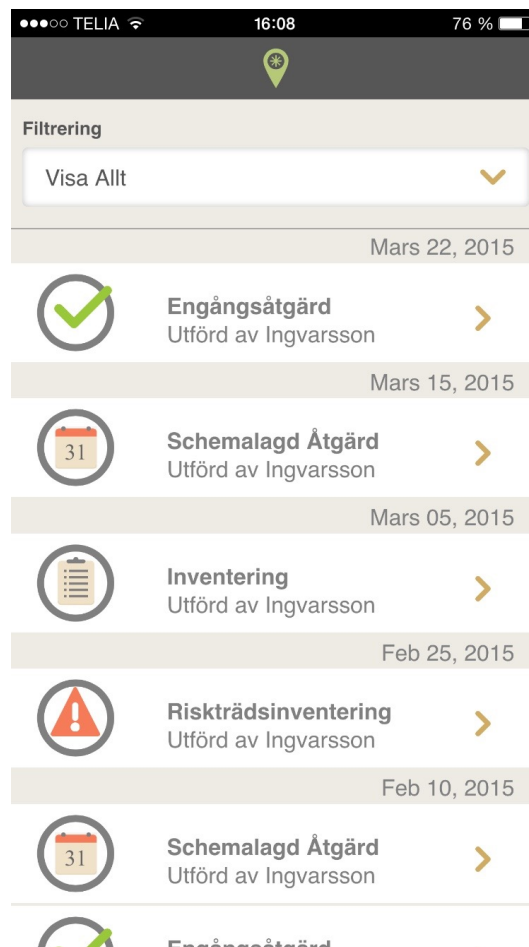 TELIA 16:08 76 %
Filtrering
Visa Allt
Mars 22, 2015
Engångsåtgärd
Utförd av Ingvarsson
Mars 15, 2015
31
Schemalagd Åtgärd
Utförd av Ingvarsson
Mars 05, 2015
Inventering
Utförd av Ingvarsson
Feb 25, 2015
Riskträdsinventering
Utförd av Ingvarsson
Feb 10, 2015
31
Schemalagd Åtgärd
Utförd av Ingvarsson
Engångsåtgärd